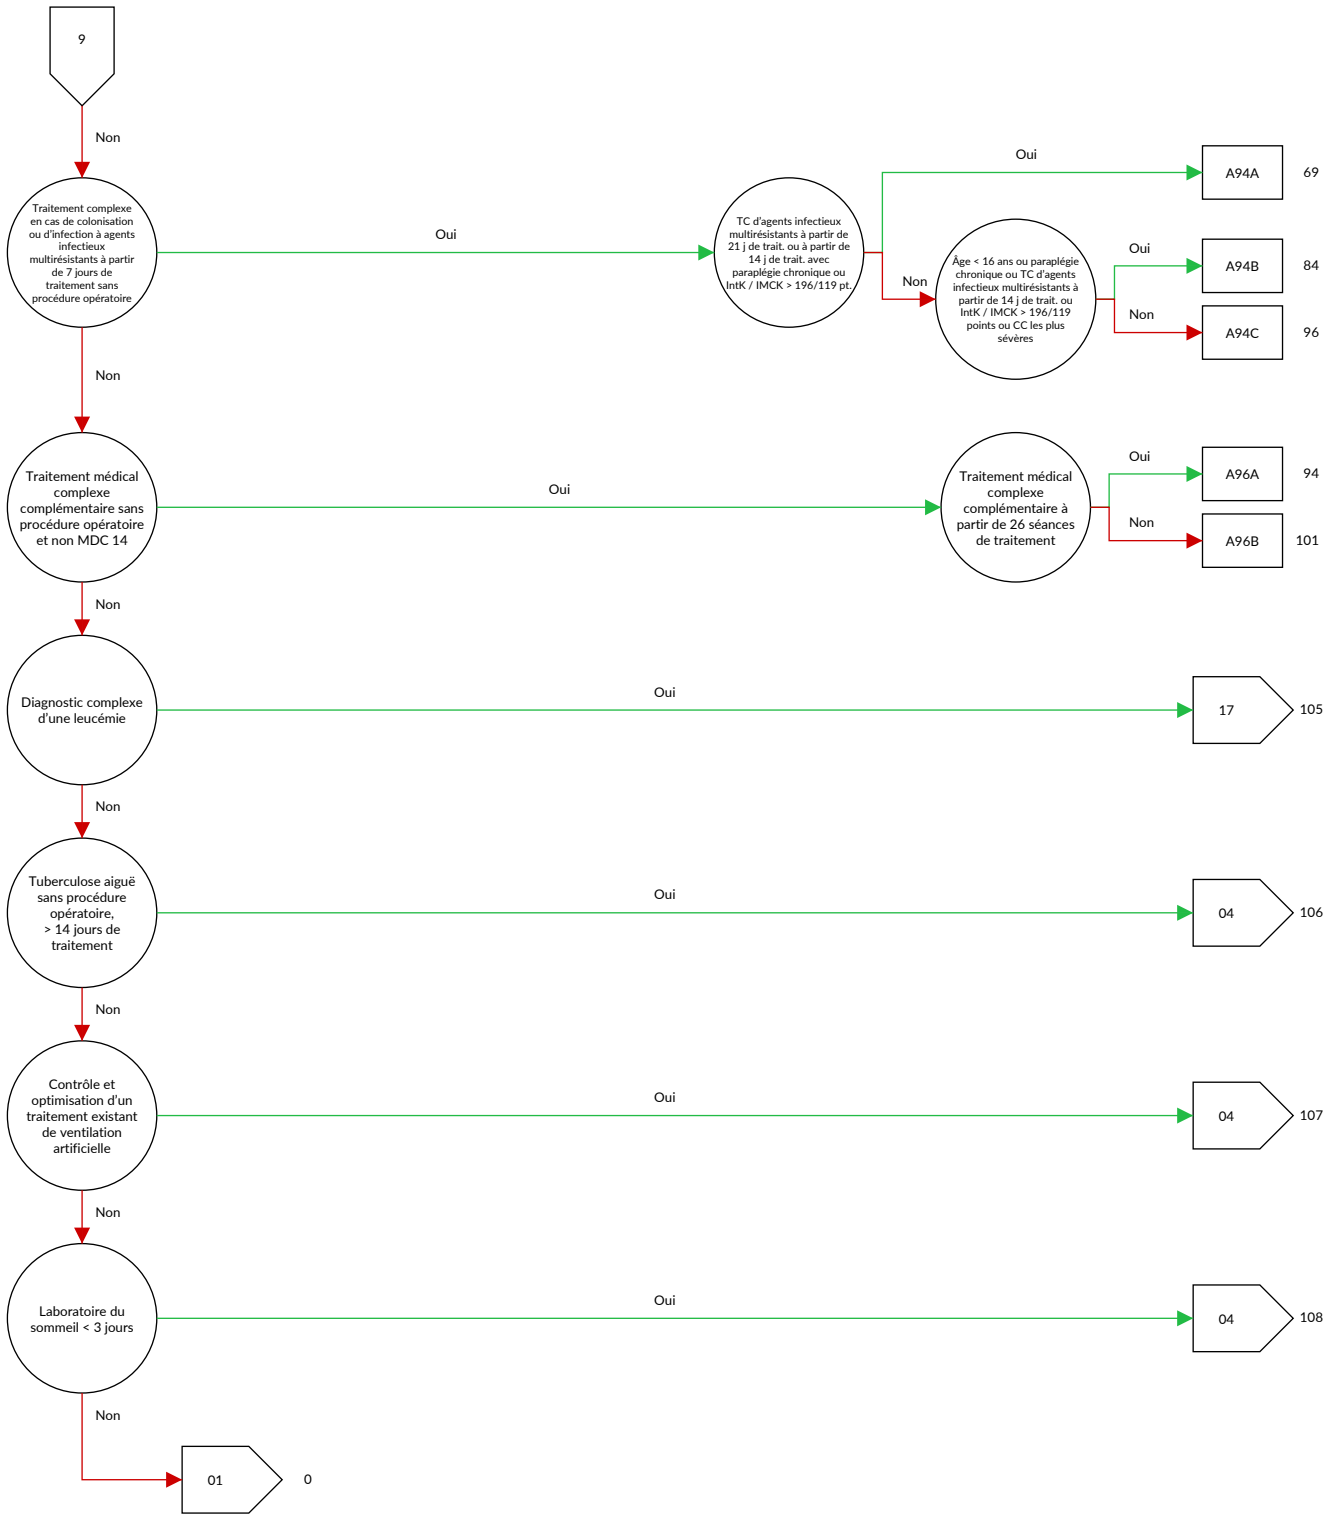 9
Non
Traitement complexe
en cas de colonisation
ou d'infection à agents
infectieux
multirésistants à partir
de 7 jours de
traitement sans
procédure opératoire
Oui
TC d'agents infectieux
multirésistants à partir de
21 j de trait. ou à partir de
14 j de trait. avec
paraplégie chronique ou
IntK / IMCK > 196/119 pt.
Oui
A94A
69
Non
Âge < 16 ans ou paraplégie
chronique ou TC d'agents
infectieux multirésistants à
partir de 14 j de trait. ou
IntK / IMCK > 196/119
points ou CC les plus
sévères
Oui
A94B
84
Non
A94C
96
Non
Traitement médical
complexe
complémentaire sans
procédure opératoire
et non MDC 14
Oui
Traitement médical
complexe
complémentaire à
partir de 26 séances
de traitement
Oui
A96A
94
Non
A96B
101
Non
Diagnostic complexe
d'une leucémie
Oui
17
105
Non
Tuberculose aiguë
sans procédure
opératoire,
> 14 jours de
traitement
Oui
04
106
Non
Contrôle et
optimisation d'un
traitement existant
de ventilation
artificielle
Oui
04
107
Non
Laboratoire du
sommeil < 3 jours
Oui
04
108
Non
01
0